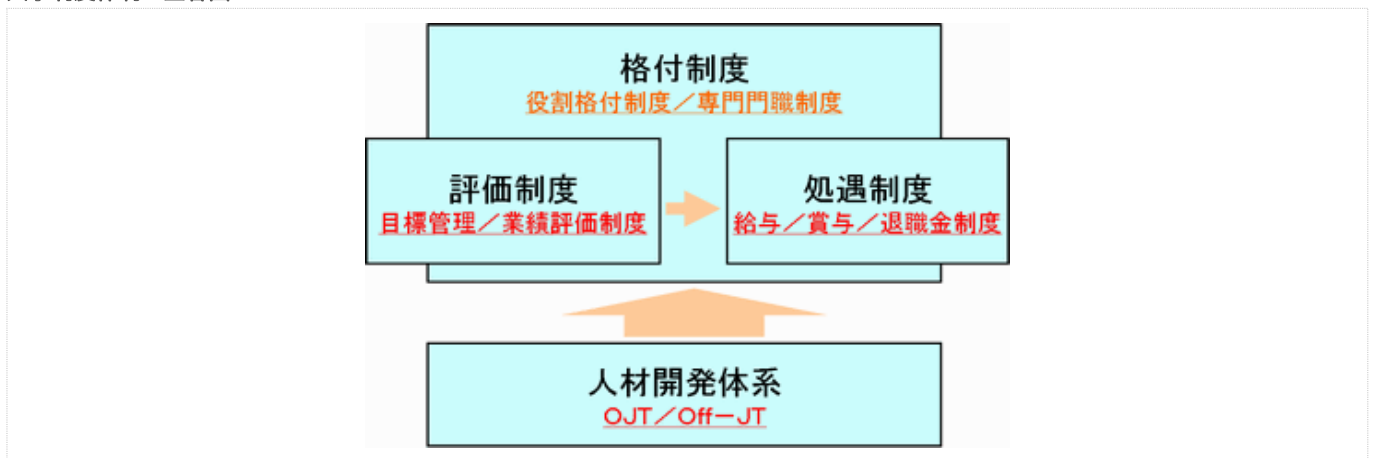 格付制度
役割格付制度／専門門職制度
評価制度
目標管理／業績評価制度
処遇制度
給与／賞与／退職金制度
人材開発体系
OJT／Off－JT